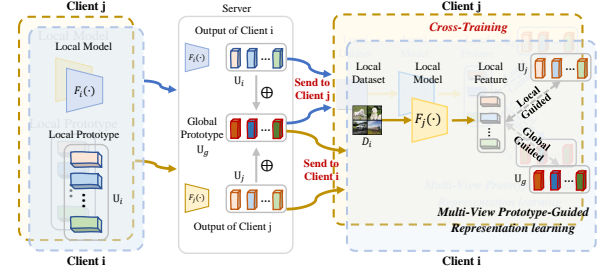 Client j
Local Model
F_i(·)
Local Prototype
U_i
Client i
Server
Output of Client i
F_i(·)
U_i
Global
Prototype
U_g
U_j
F_j(·)
Output of Client j
Send to
Client j
Send to
Client i
Client j
Cross-Training
Local
Dataset
D_i
Local
Model
F_j(·)
Local
Feature
U_j
Local
Guided
Global
Guided
U_g
Multi-View Prototype-Guided
Representation learning
Client i